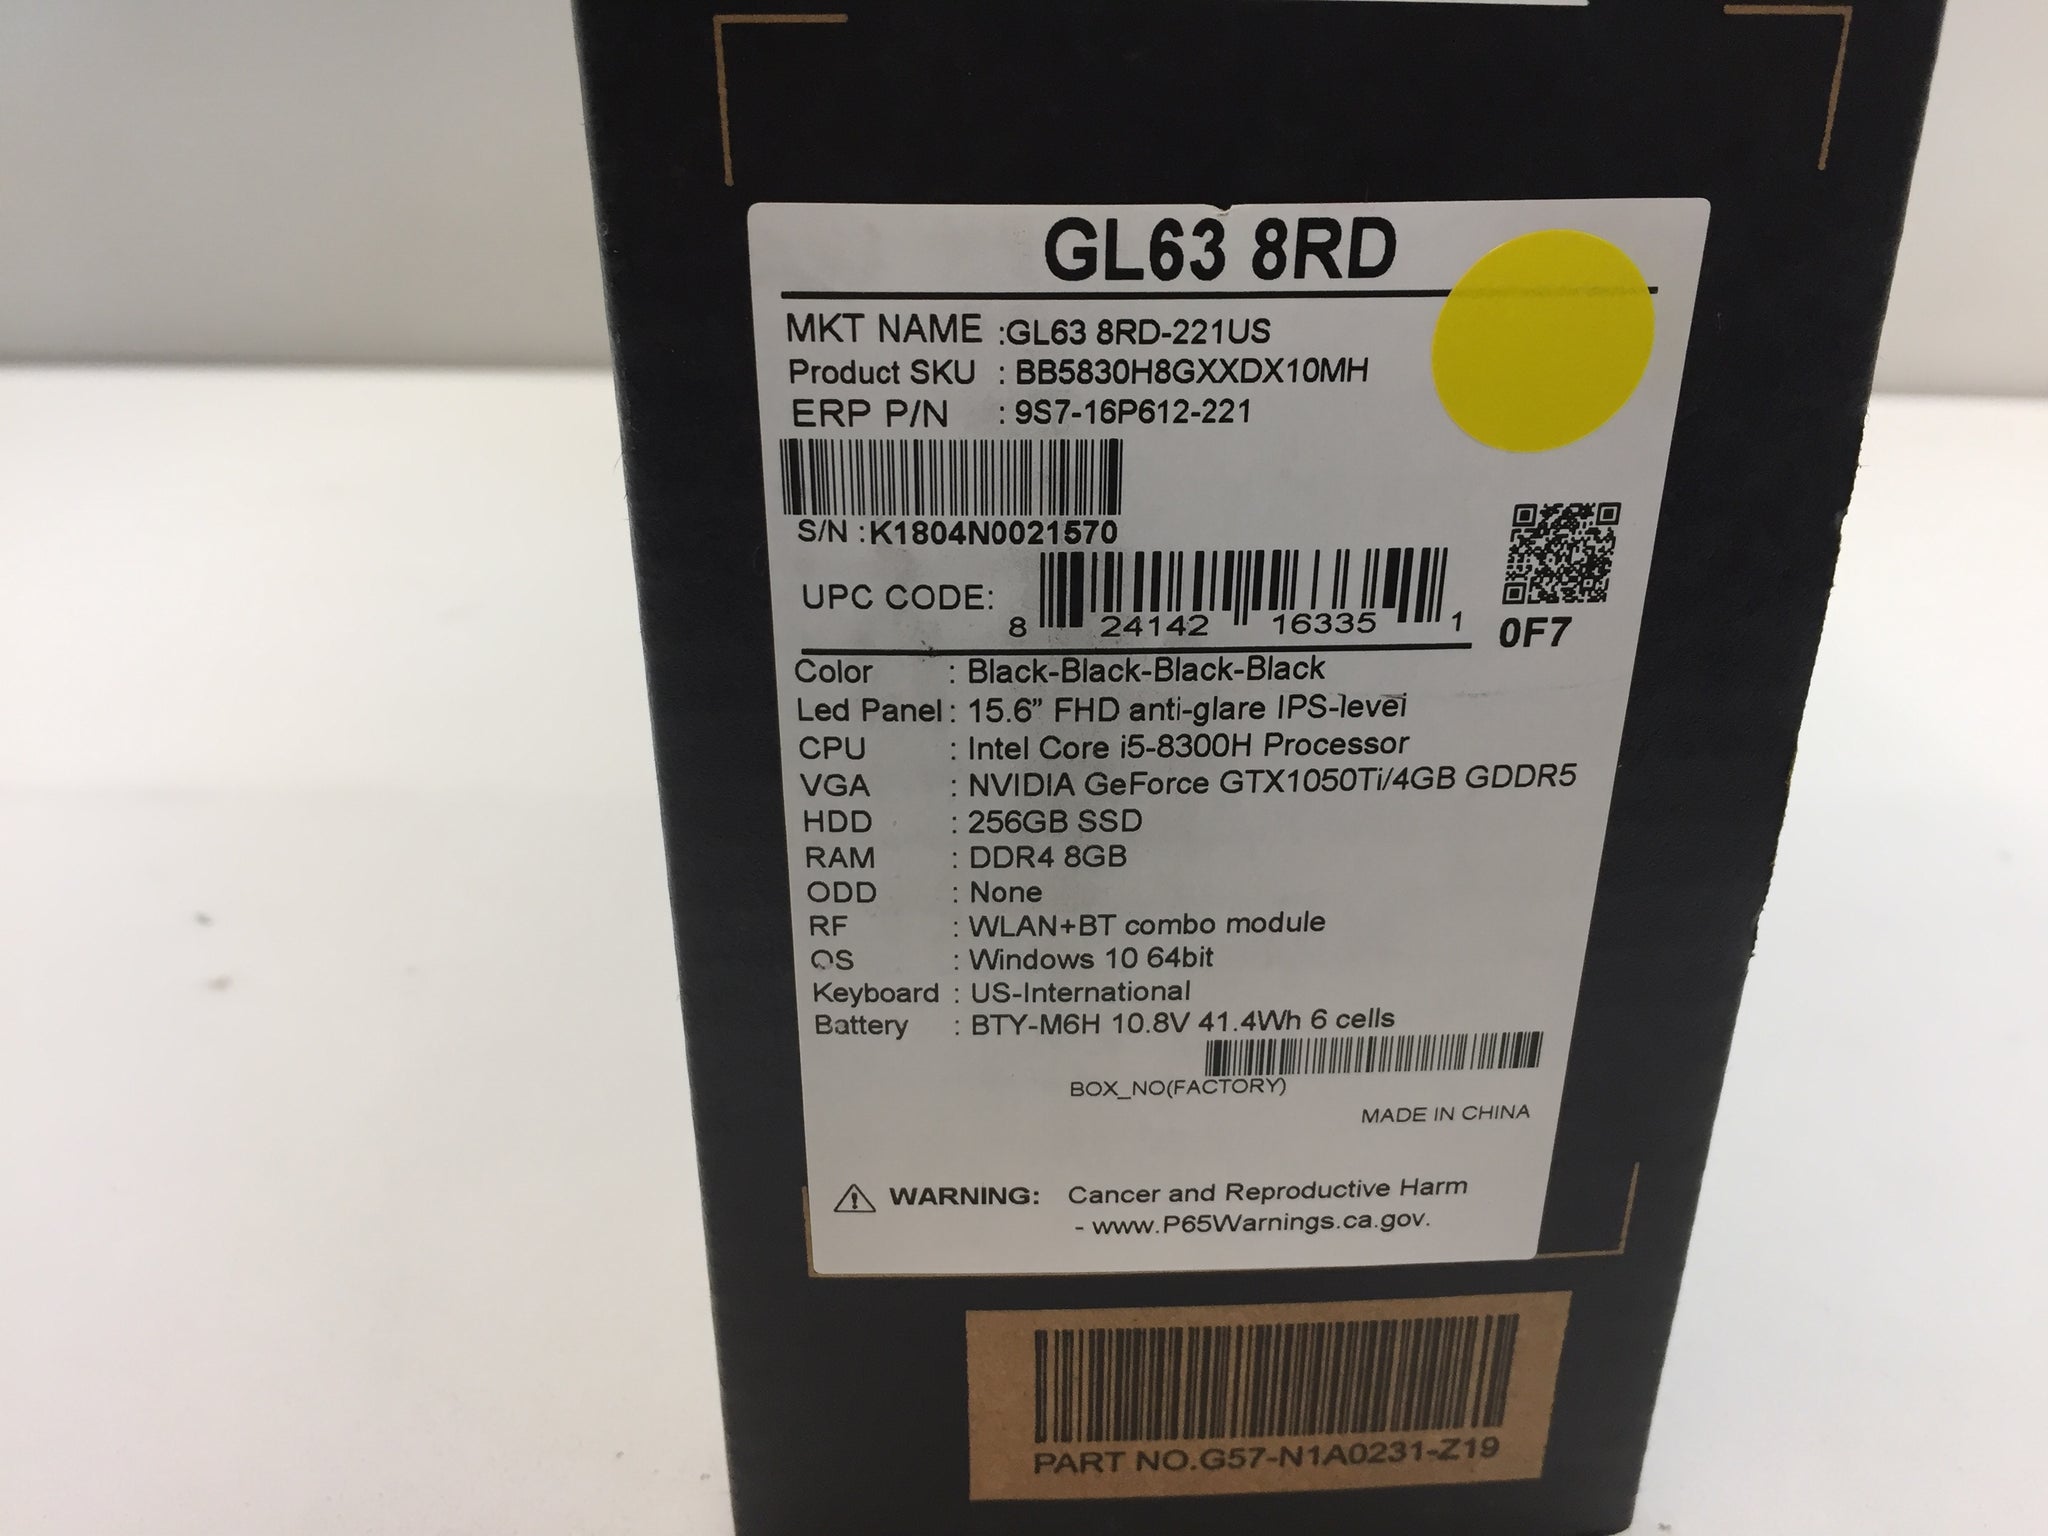 GL63 8RD
MKT NAME :GL63 8RD-221US
Product SKU : BB5830H8GXXDX10MH
ERP P/N : 9S7-16P612-221
S/N :K1804N0021570
UPC CODE: 8 24142 16335 1
0F7
Color : Black-Black-Black-Black
Led Panel : 15.6” FHD anti-glare IPS-level
CPU : Intel Core i5-8300H Processor
VGA : NVIDIA GeForce GTX1050Ti/4GB GDDR5
HDD : 256GB SSD
RAM : DDR4 8GB
ODD : None
RF : WLAN+BT combo module
OS : Windows 10 64bit
Keyboard : US-International
Battery : BTY-M6H 10.8V 41.4Wh 6 cells
BOX_NO(FACTORY)
MADE IN CHINA
WARNING: Cancer and Reproductive Harm
- www.P65Warnings.ca.gov.
PART NO.G57-N1A0231-Z19